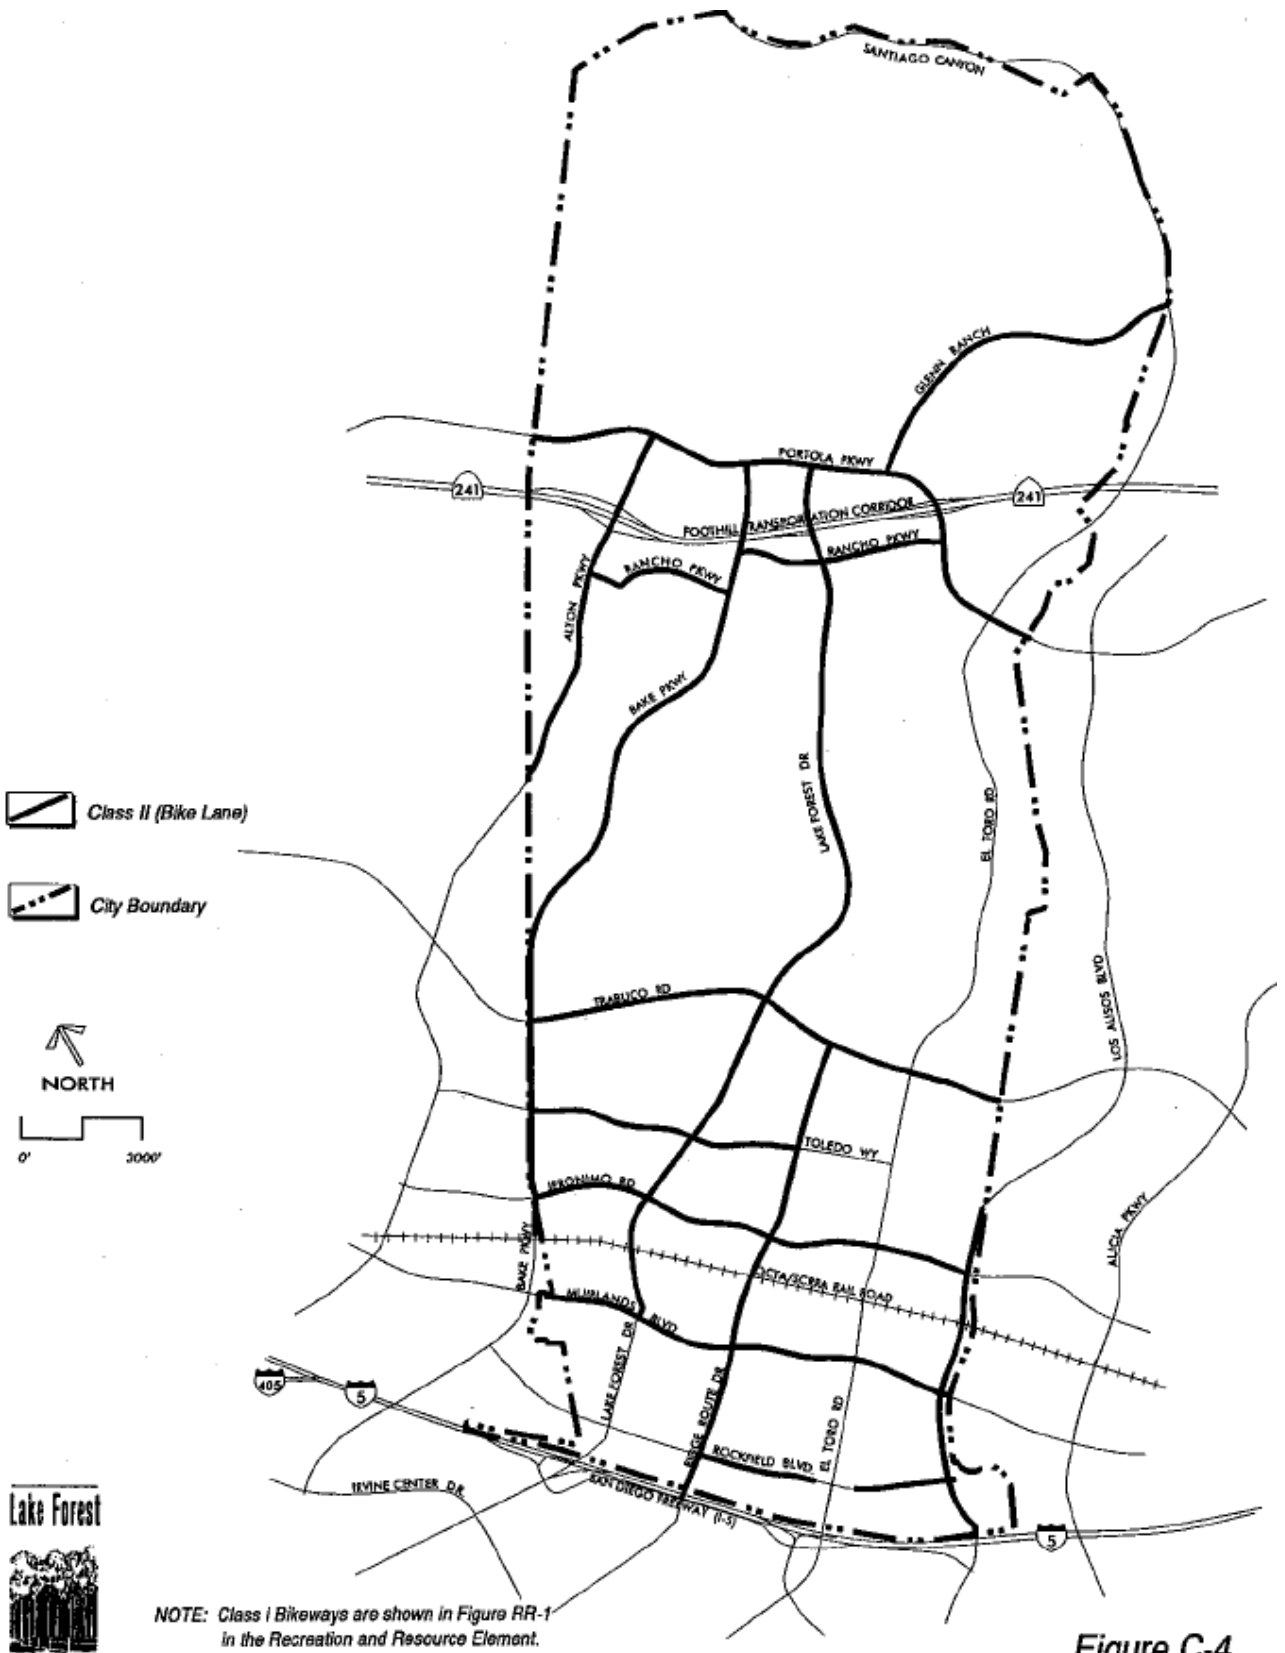 SANTIAGO CANYON
GLENN RANCH
PORTOLA PKWY
241
241
FOOTHILL TRANSPORTATION CORRIDOR
RANCHO PKWY
RANCHO PKWY
ALTON PKWY
BAKE PKWY
LAKE FOREST DR
EL TORO RD
Class II (Bike Lane)
City Boundary
LOS ALISOS BLVD
TRABUCO RD
NORTH
0' 3000'
TOLEDO WY
JERONIMO RD
ALICIA PKWY
BAKE PKWY
OCTA/SCRRA RAIL ROAD
MUIRLANDS BLVD
LAKE FOREST DR
RIDGE ROUTE DR
EL TORO RD
405
5
ROCKFIELD BLVD
IRVINE CENTER DR
SAN DIEGO FREEWAY (I-5)
5
Lake Forest
NOTE: Class I Bikeways are shown in Figure RR-1
in the Recreation and Resource Element.
Figure C-4